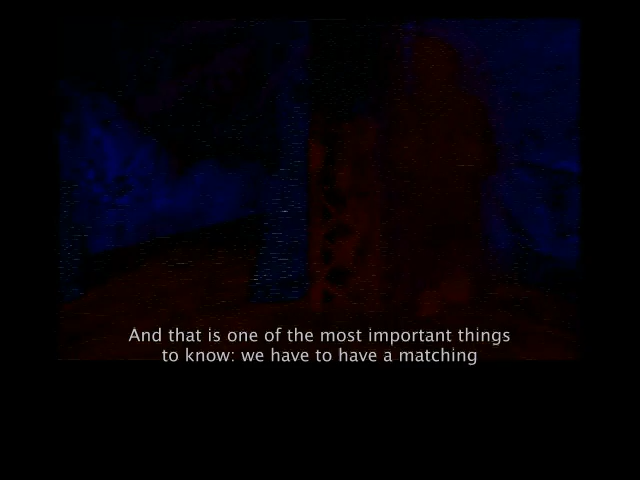 And that is one of the most important things
to know: we have to have a matching